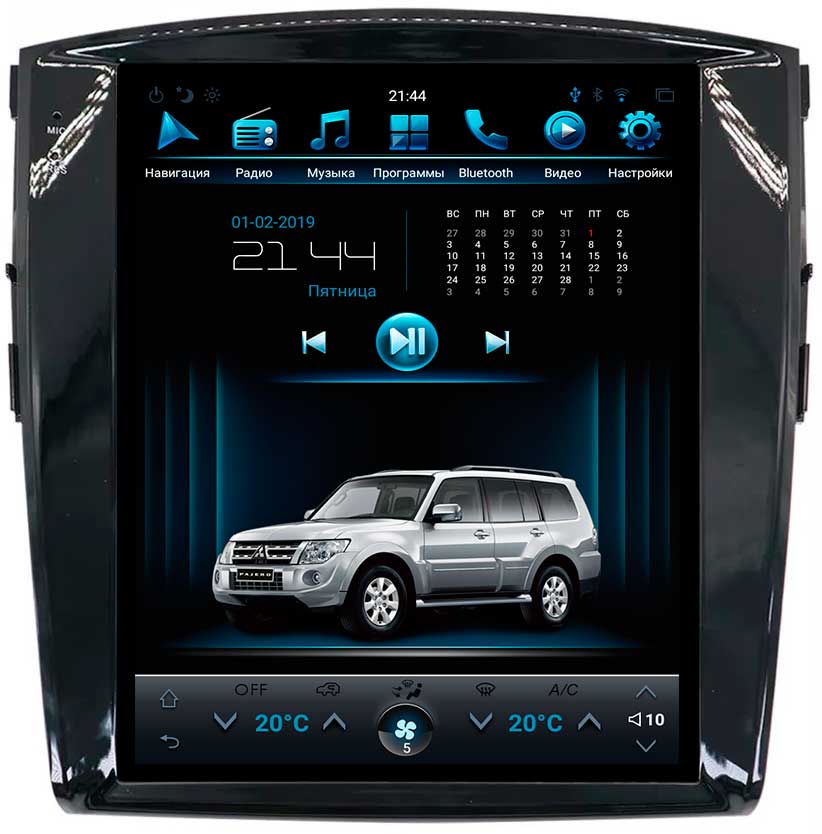 21:44
MIC
RES
Навигация Радио Музыка Программы Bluetooth Видео Настройки
01-02-2019
21 44
Пятница
ВС ПН ВТ СР ЧТ ПТ СБ
27 28 29 30 31 1 2
3 4 5 6 7 8 9
10 11 12 13 14 15 16
17 18 19 20 21 22 23
24 25 26 27 28 1 2
3 4 5 6 7 8 9
PAJERO
OFF A/C
20°C 20°C 10
5